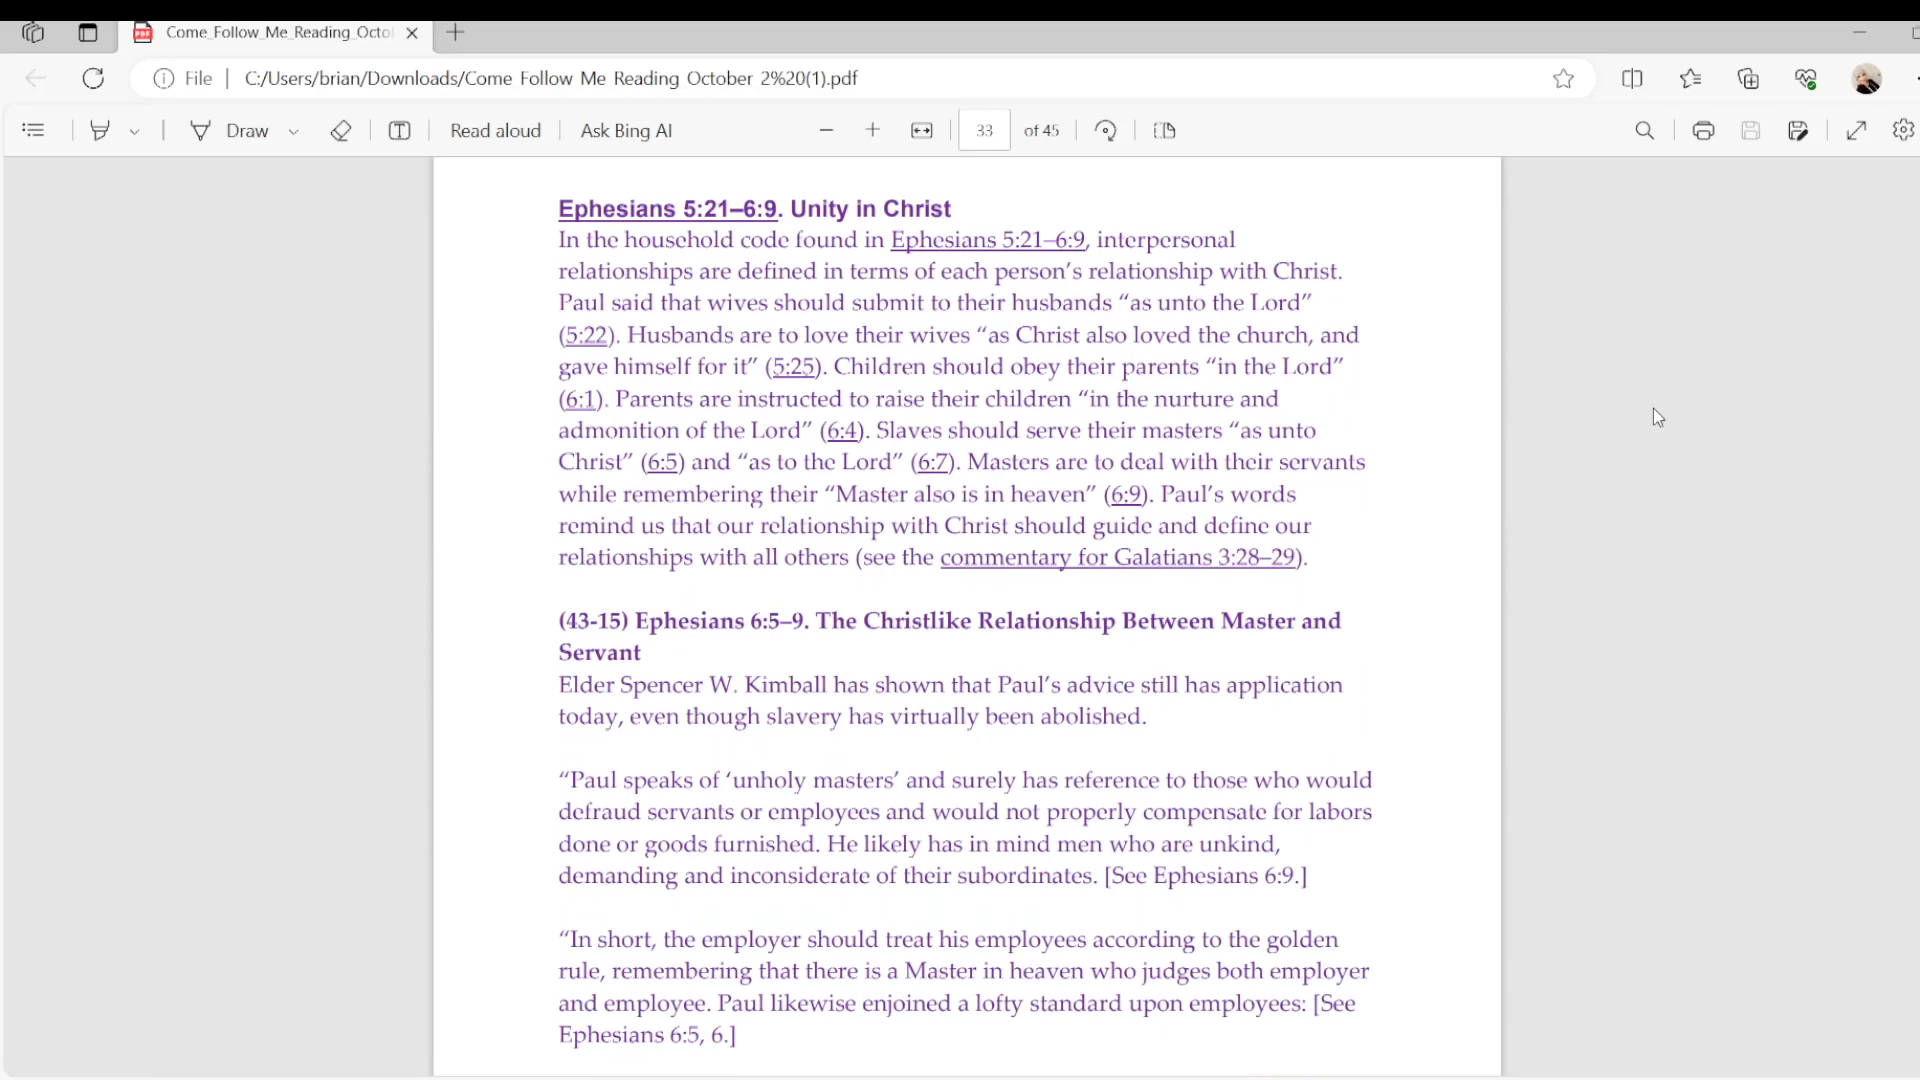 Come_Follow_Me_Reading_Octo
File
C:/Users/brian/Downloads/Come Follow Me Reading October 2%20(1).pdf
Draw
Read aloud
Ask Bing AI
33
of 45
Ephesians 5:21–6:9. Unity in Christ
In the household code found in Ephesians 5:21–6:9, interpersonal
relationships are defined in terms of each person’s relationship with Christ.
Paul said that wives should submit to their husbands “as unto the Lord”
(5:22). Husbands are to love their wives “as Christ also loved the church, and
gave himself for it” (5:25). Children should obey their parents “in the Lord”
(6:1). Parents are instructed to raise their children “in the nurture and
admonition of the Lord” (6:4). Slaves should serve their masters “as unto
Christ” (6:5) and “as to the Lord” (6:7). Masters are to deal with their servants
while remembering their “Master also is in heaven” (6:9). Paul’s words
remind us that our relationship with Christ should guide and define our
relationships with all others (see the commentary for Galatians 3:28–29).
(43-15) Ephesians 6:5–9. The Christlike Relationship Between Master and
Servant
Elder Spencer W. Kimball has shown that Paul’s advice still has application
today, even though slavery has virtually been abolished.
“Paul speaks of ‘unholy masters’ and surely has reference to those who would
defraud servants or employees and would not properly compensate for labors
done or goods furnished. He likely has in mind men who are unkind,
demanding and inconsiderate of their subordinates. [See Ephesians 6:9.]
“In short, the employer should treat his employees according to the golden
rule, remembering that there is a Master in heaven who judges both employer
and employee. Paul likewise enjoined a lofty standard upon employees: [See
Ephesians 6:5, 6.]